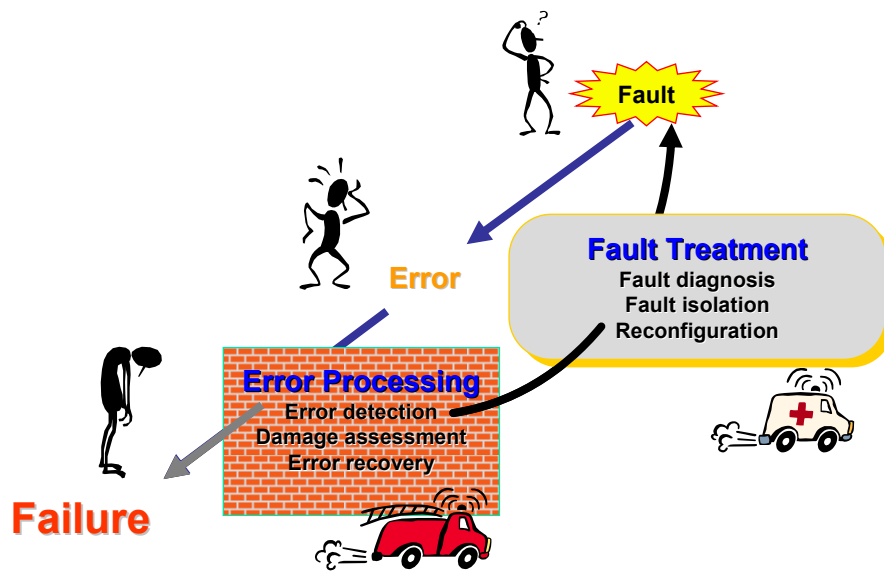 ?
Fault
Fault Treatment
Fault diagnosis
Fault isolation
Reconfiguration
Error
Error Processing
Error detection
Damage assessment
Error recovery
Failure